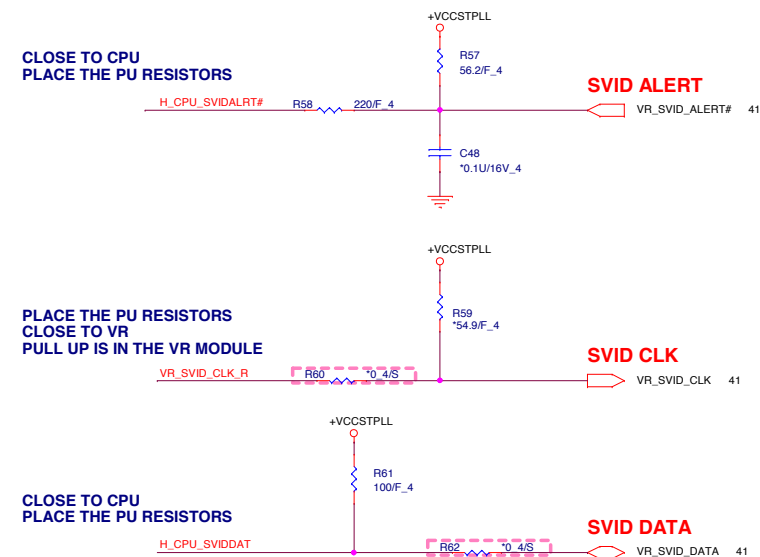 +VCCSTPLL
CLOSE TO CPU
PLACE THE PU RESISTORS
R57
56.2/F_4
SVID ALERT
H_CPU_SVIDALRT#
R58
220/F_4
VR_SVID_ALERT# 41
C48
*0.1U/16V_4
+VCCSTPLL
PLACE THE PU RESISTORS
CLOSE TO VR
PULL UP IS IN THE VR MODULE
R59
*54.9/F_4
SVID CLK
VR_SVID_CLK_R
R60
*0_4/S
VR_SVID_CLK 41
+VCCSTPLL
R61
100/F_4
CLOSE TO CPU
PLACE THE PU RESISTORS
SVID DATA
H_CPU_SVIDDAT
R62
*0_4/S
VR_SVID_DATA 41